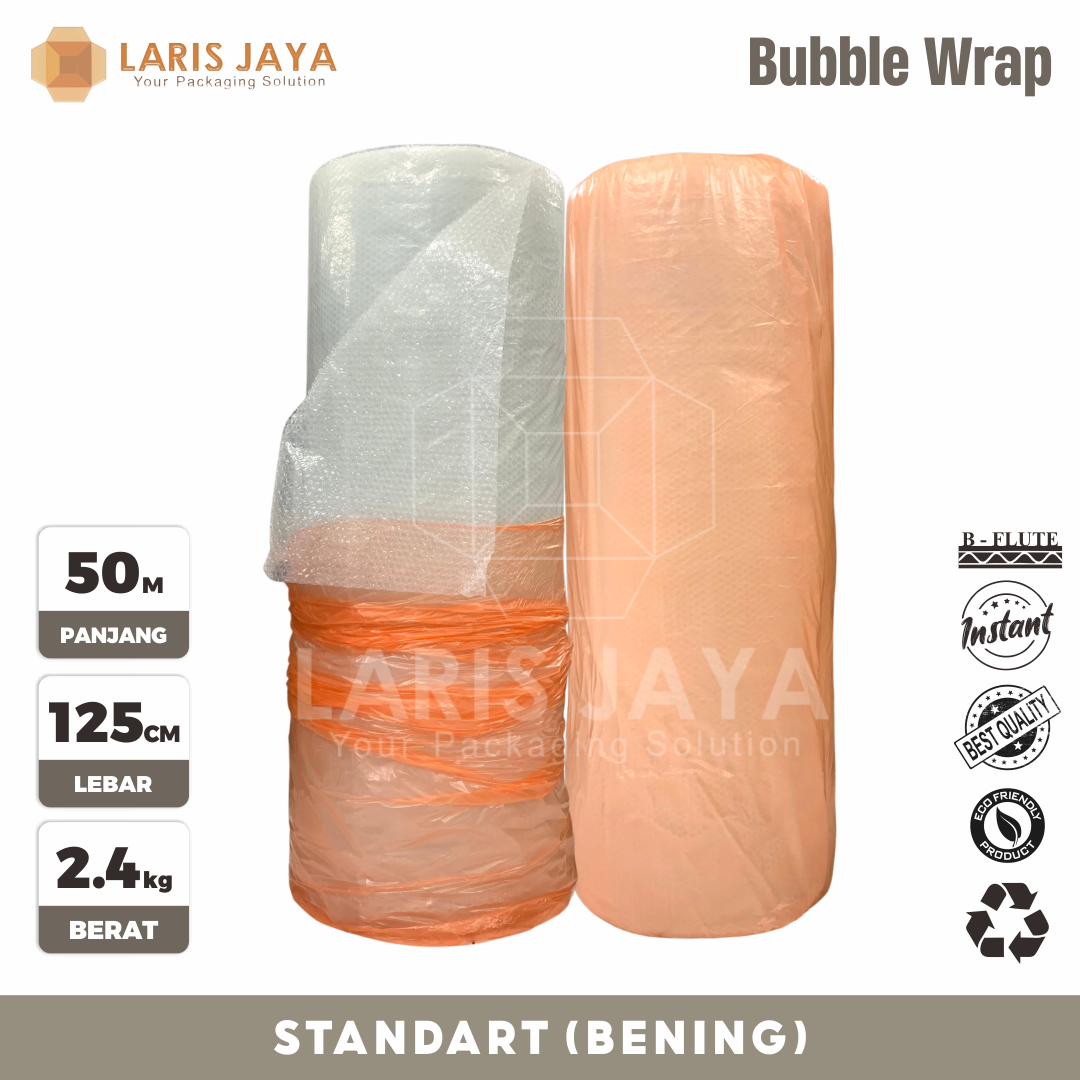 LARIS JAYA
Your Packaging Solution
Bubble Wrap
LARIS JAYA
Your Packaging Solution
50M
PANJANG
125CM
LEBAR
2.4kg
BERAT
B - FLUTE
Instant
BEST QUALITY
ECO FRIENDLY
PRODUCT
STANDART (BENING)